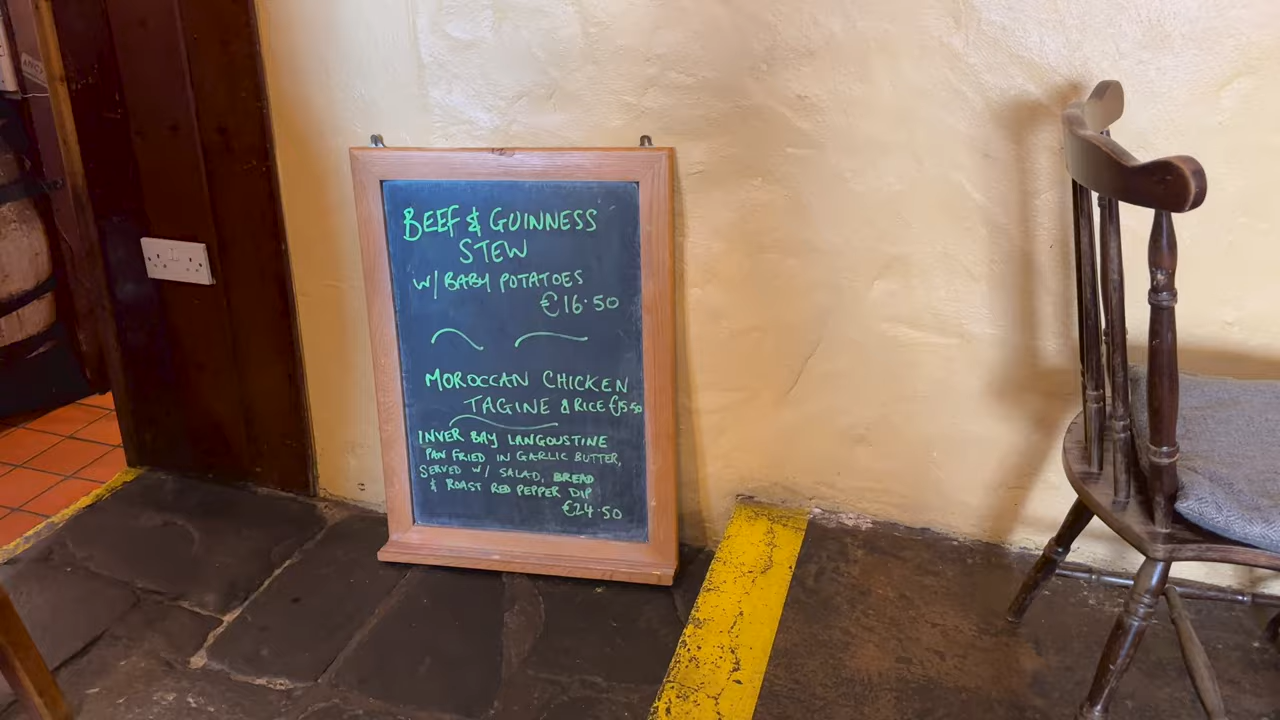 BEEF & GUINNESS
STEW
W/ BABY POTATOES
€16.50
MOROCCAN CHICKEN
TAGINE & RICE €15.50
INVER BAY LANGOUSTINE
PAN FRIED IN GARLIC BUTTER,
SERVED W/ SALAD, BREAD
& ROAST RED PEPPER DIP
€24.50